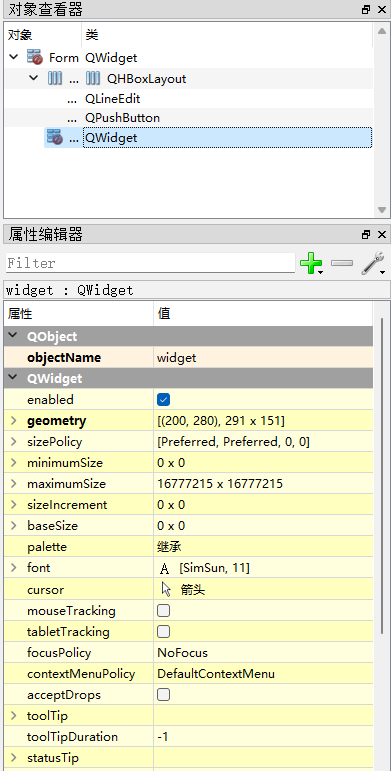 对象查看器
对象 类
Form QWidget
... QHBoxLayout
... QLineEdit
... QPushButton
... QWidget
属性编辑器
Filter
widget : QWidget
属性 值
QObject
objectName widget
QWidget
enabled
geometry [(200, 280), 291 x 151]
sizePolicy [Preferred, Preferred, 0, 0]
minimumSize 0 x 0
maximumSize 16777215 x 16777215
sizeIncrement 0 x 0
baseSize 0 x 0
palette 继承
font A [SimSun, 11]
cursor 箭头
mouseTracking
tabletTracking
focusPolicy NoFocus
contextMenuPolicy DefaultContextMenu
acceptDrops
toolTip
toolTipDuration -1
statusTip